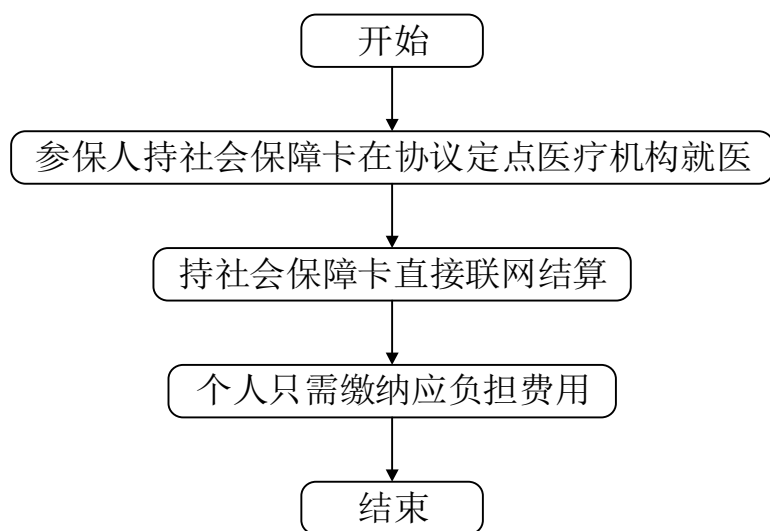 开始
参保人持社会保障卡在协议定点医疗机构就医
持社会保障卡直接联网结算
个人只需缴纳应负担费用
结束